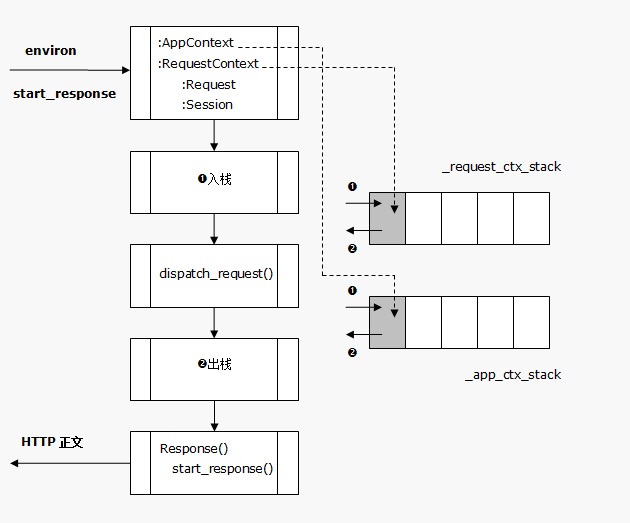 environ
start_response
:AppContext
:RequestContext
:Request
:Session
❶入栈
dispatch_request()
❷出栈
HTTP 正文
Response()
start_response()
_request_ctx_stack
❶
❷
❶
❷
_app_ctx_stack